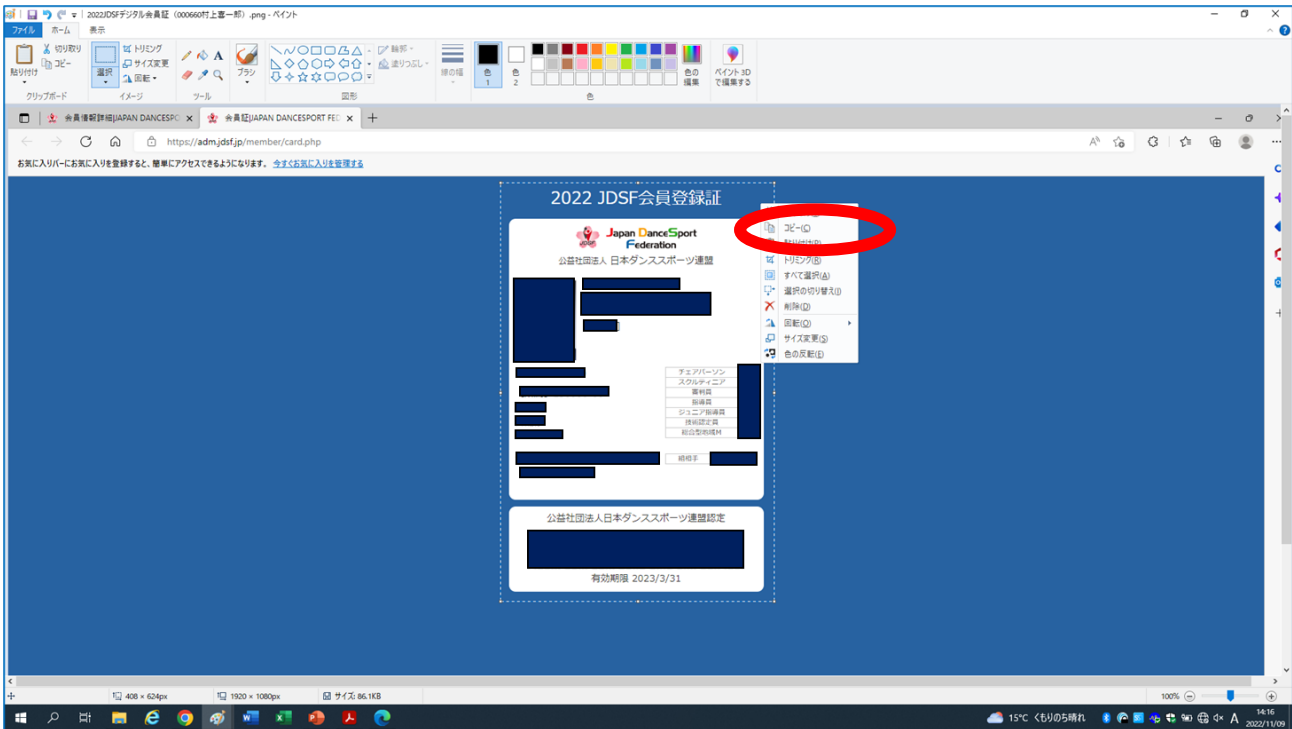 2022JDSFデジタル会員証（000660村上喜一郎）.png - ペイント
ファイル ホーム 表示
貼り付け
切り取り
コピー
クリップボード
選択
トリミング
サイズ変更
回転
イメージ
A
ツール
ブラシ
輪郭
塗りつぶし
図形
線の幅
色
1
色
2
色の
編集
ペイント 3D
で編集する
色
会員情報詳細|JAPAN DANCESPO
会員証|JAPAN DANCESPORT FED
https://adm.jdsf.jp/member/card.php
お気に入りバーにお気に入りを登録すると、簡単にアクセスできるようになります。 今すぐお気に入りを管理する
2022 JDSF会員登録証
JDSF
Japan DanceSport
Federation
公益社団法人 日本ダンススポーツ連盟
コピー(C)
貼り付け(P)
トリミング(R)
すべて選択(A)
選択の切り替え(I)
削除(D)
回転(O)
サイズ変更(S)
色の反転(E)
チェアパーソン
スクルティニア
審判員
指導員
ジュニア指導員
技術認定員
総合型地域M
組相手
公益社団法人日本ダンススポーツ連盟認定
有効期限 2023/3/31
408 × 624px
1920 × 1080px
サイズ: 86.1KB
100%
15°C くもりのち晴れ
A
14:16
2022/11/09